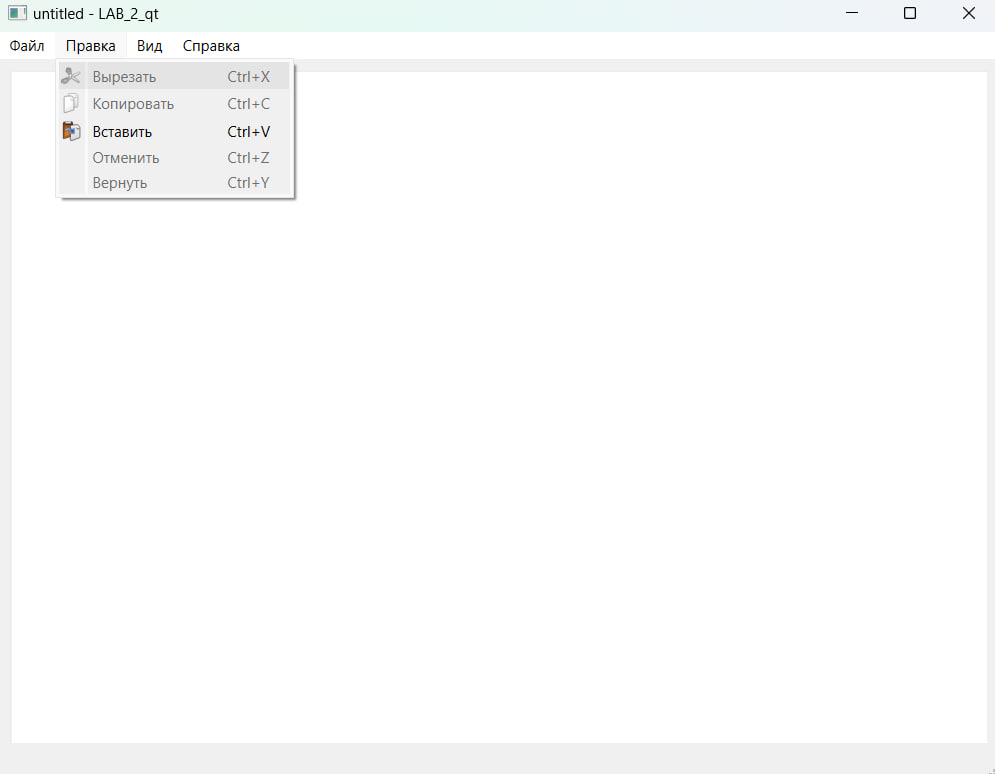 untitled - LAB_2_qt
Файл Правка Вид Справка
Вырезать Ctrl+X
Копировать Ctrl+C
Вставить Ctrl+V
Отменить Ctrl+Z
Вернуть Ctrl+Y